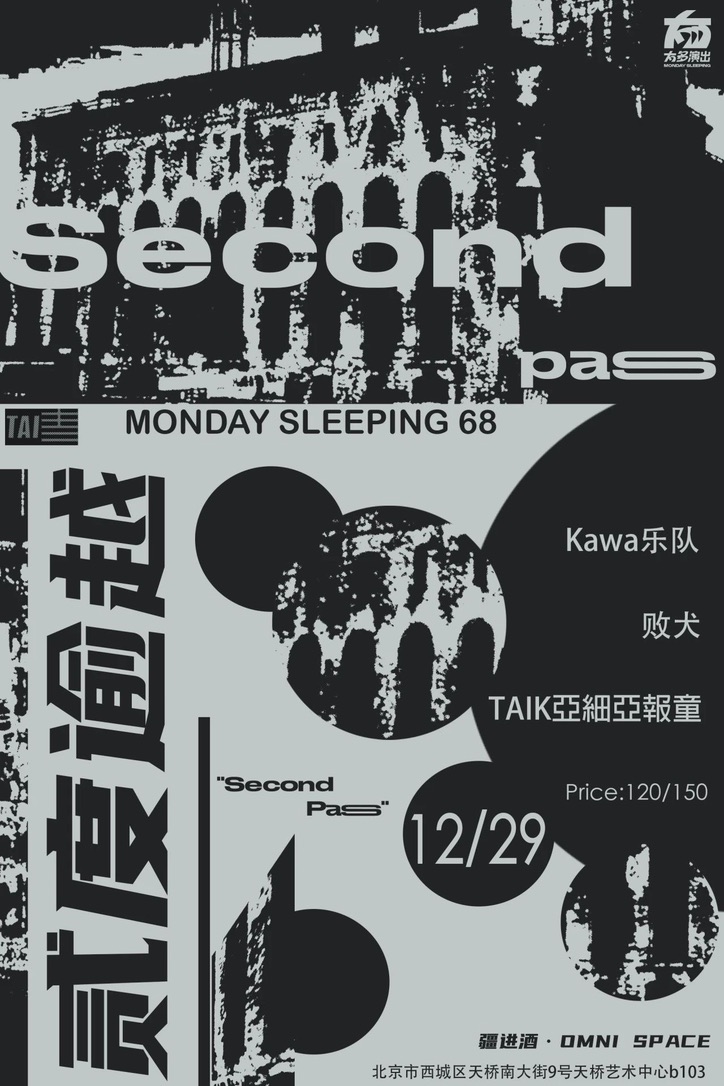 方多演出
MONDAY SLEEPING
Second
pass
TAI
MONDAY SLEEPING 68
贰度逾越
Kawa乐队
败犬
TAIK亞細亞報童
Price:120/150
"Second
Pass"
12/29
疆进酒·OMNI SPACE
北京市西城区天桥南大街9号天桥艺术中心b103